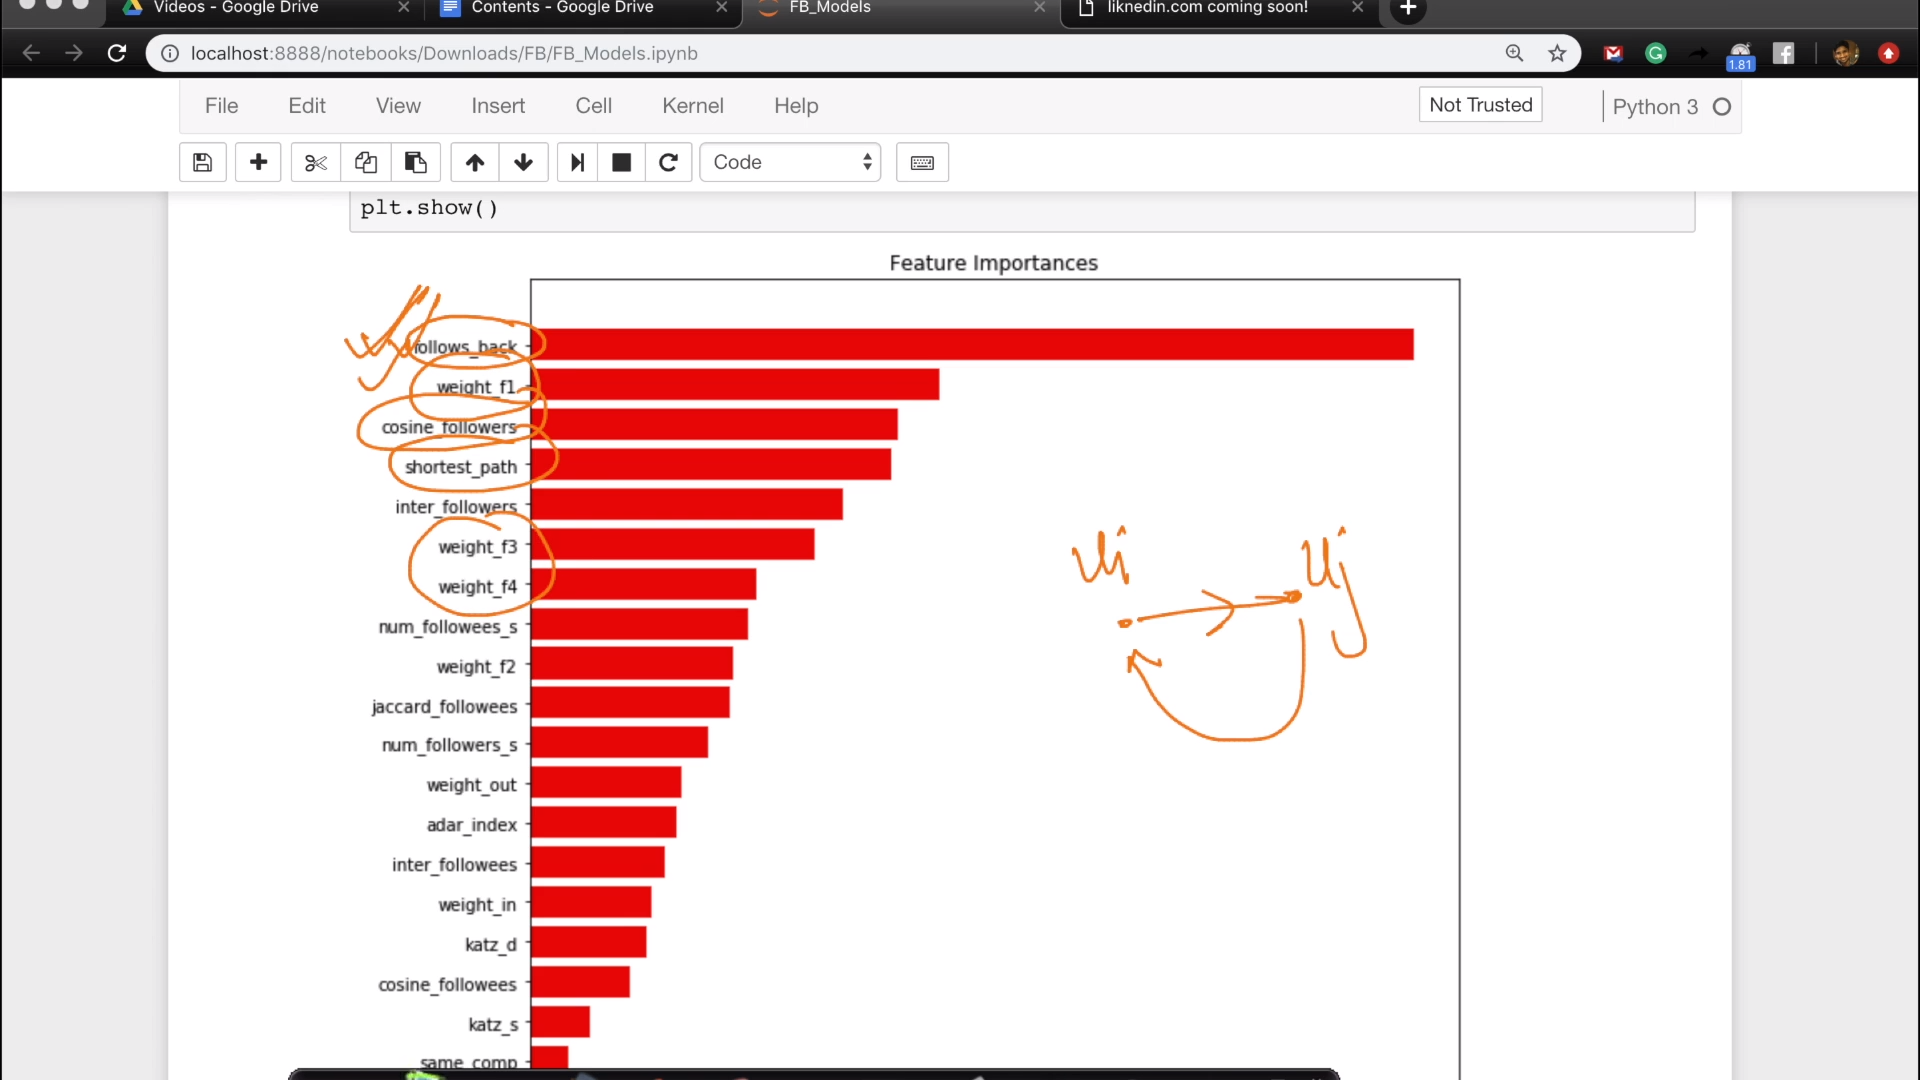 Videos - Google Drive
Contents - Google Drive
FB_Models
liknedin.com coming soon!
localhost:8888/notebooks/Downloads/FB/FB_Models.ipynb
1.81
File Edit View Insert Cell Kernel Help
Not Trusted
Python 3
Code
plt.show()
Feature Importances
follows_back
weight_f1
cosine_followers
shortest_path
inter_followers
weight_f3
weight_f4
num_followees_s
weight_f2
jaccard_followees
num_followers_s
weight_out
adar_index
inter_followees
weight_in
katz_d
cosine_followees
katz_s
same_comp
ui
uj